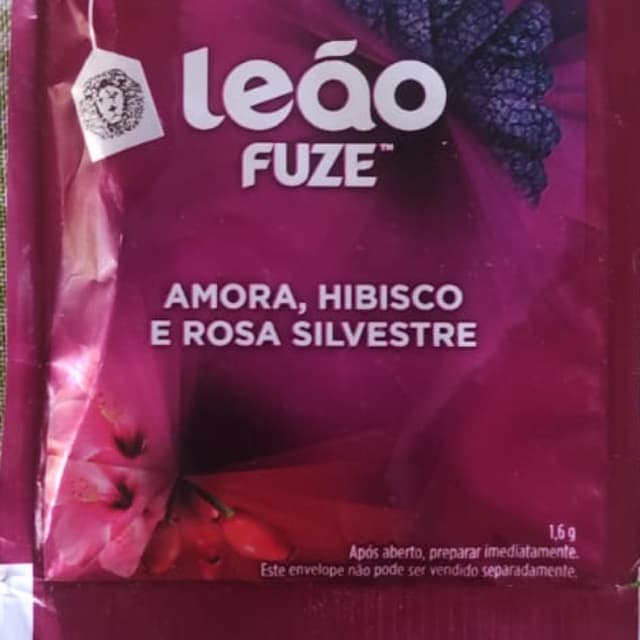 leão
FUZE™
AMORA, HIBISCO
E ROSA SILVESTRE
1,6 g
Após aberto, preparar imediatamente.
Este envelope não pode ser vendido separadamente.